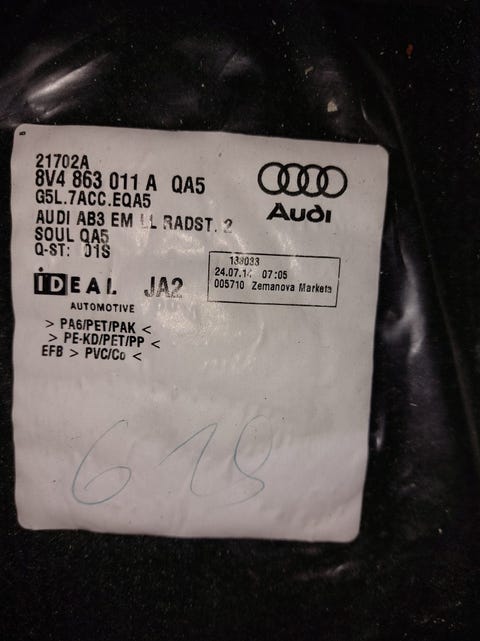 21702A
8V4 863 011 A QA5
G5L.7ACC.EQA5
AUDI AB3 EM LL RADST. 2
SOUL QA5
Q-ST: 01S
Audi
IDEAL JA2
AUTOMOTIVE
138033
24.07.14 07:05
005710 Zemanova Marketa
> PA6/PET/PAK <
> PE-KD/PET/PP <
EFB > PVC/Co <